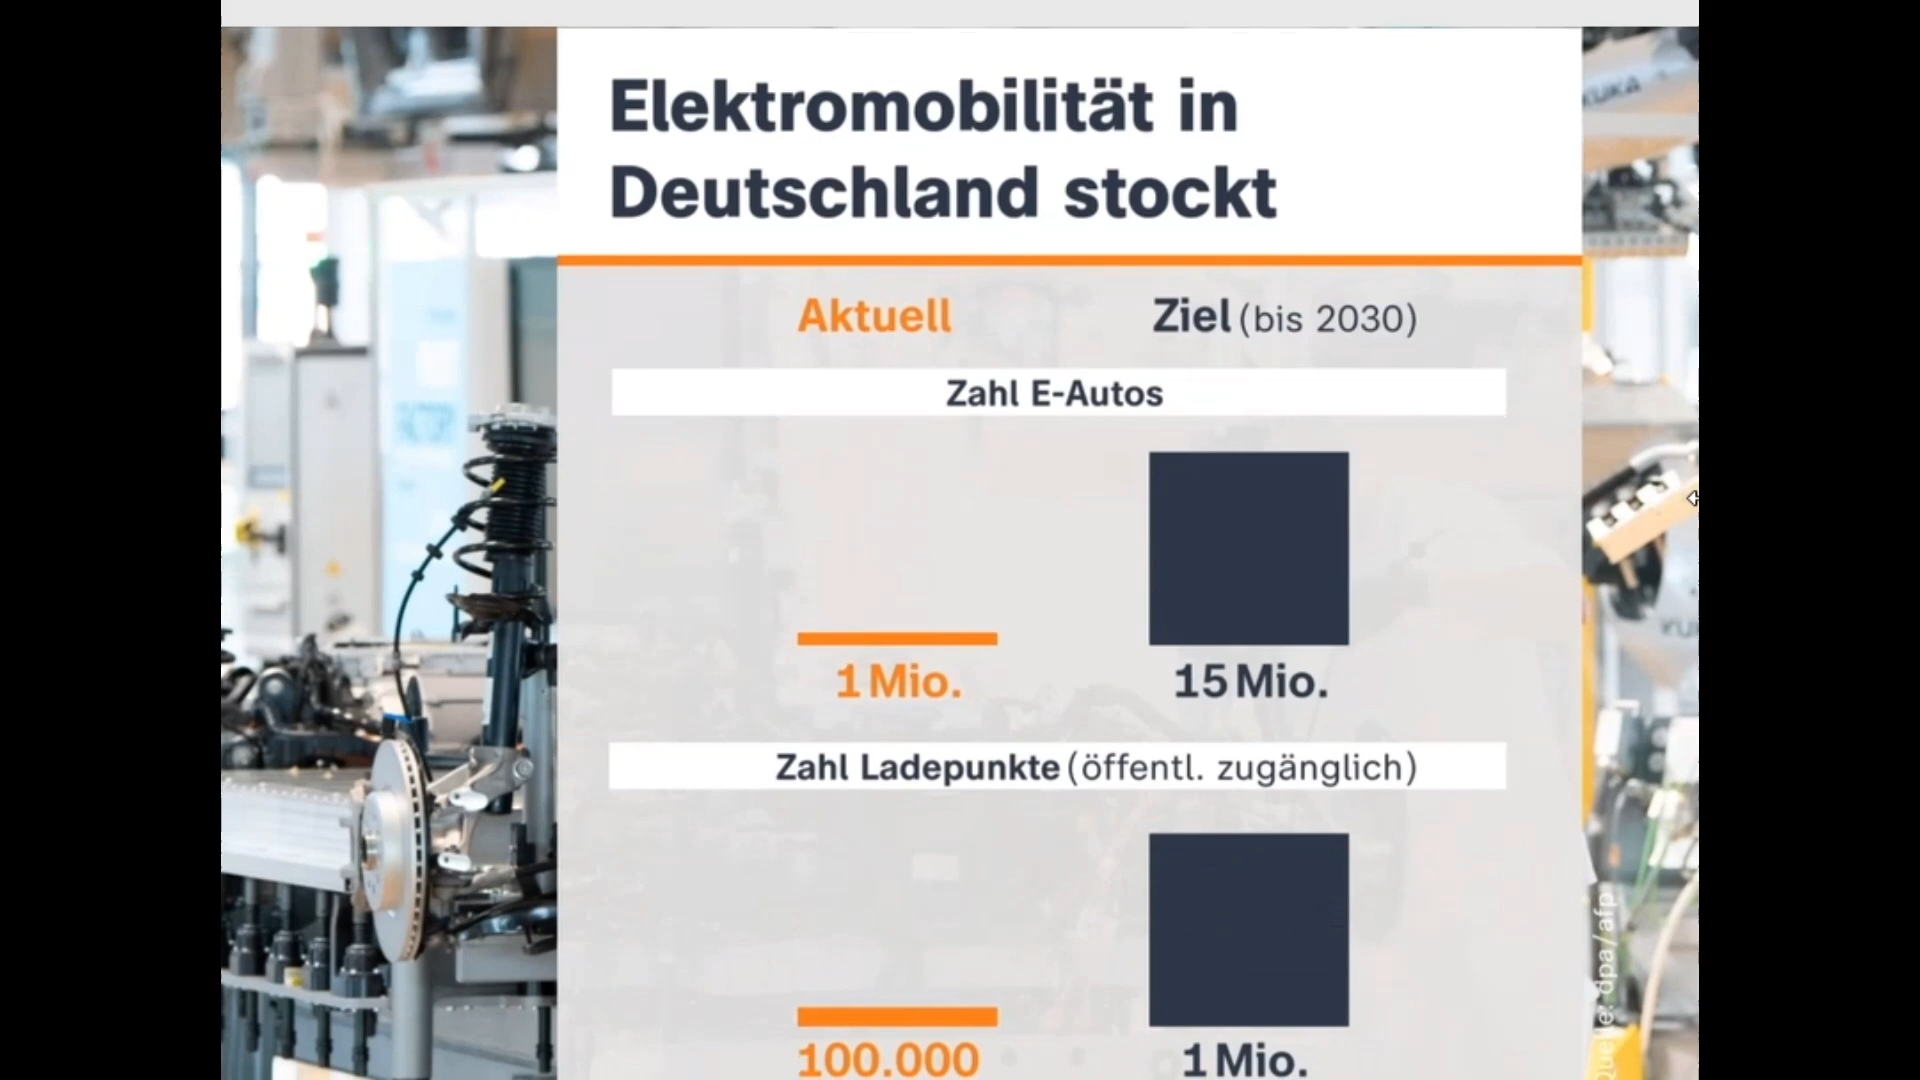 Elektromobilität in
Deutschland stockt
Aktuell
Ziel (bis 2030)
Zahl E-Autos
1 Mio.
15 Mio.
Zahl Ladepunkte (öffentl. zugänglich)
100.000
1 Mio.
Quelle: dpa/afp
KUKA